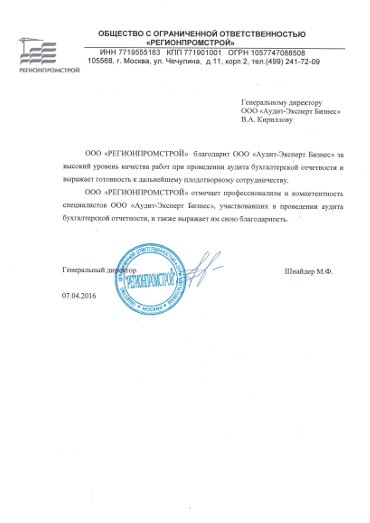 ОБЩЕСТВО С ОГРАНИЧЕННОЙ ОТВЕТСТВЕННОСТЬЮ
«РЕГИОНПРОМСТРОЙ»
РЕГИОНПРОМСТРОЙ
ИНН 7719555163 КПП 771901001 ОГРН 1057747088508
105568, г. Москва, ул. Чечулина, д.11, корп.2, тел.(499) 241-72-09
Генеральному директору
ООО «Аудит-Эксперт Бизнес»
В.А. Кириллову
ООО «РЕГИОНПРОМСТРОЙ» благодарит ООО «Аудит-Эксперт Бизнес» за
высокий уровень качества работ при проведении аудита бухгалтерской отчетности и
выражает готовность к дальнейшему плодотворному сотрудничеству.
ООО «РЕГИОНПРОМСТРОЙ» отмечает профессионализм и компетентность
специалистов ООО «Аудит-Эксперт Бизнес», участвовавших в проведении аудита
бухгалтерской отчетности, и также выражает им свою благодарность.
Генеральный директор
Шнайдер М.Ф.
"РЕГИОНПРОМСТРОЙ"
МОСКВА
07.04.2016